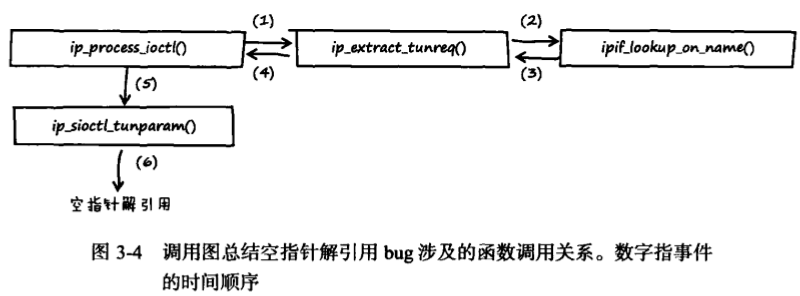 (1) (2)
ip_process_ioctl() ip_extract_tunreq() ipif_lookup_on_name()
(4) (3)
(5)
ip_sioctl_tunparam()
(6)
空指针解引用
图 3-4 调用图总结空指针解引用 bug 涉及的函数调用关系。数字指事件
的时间顺序